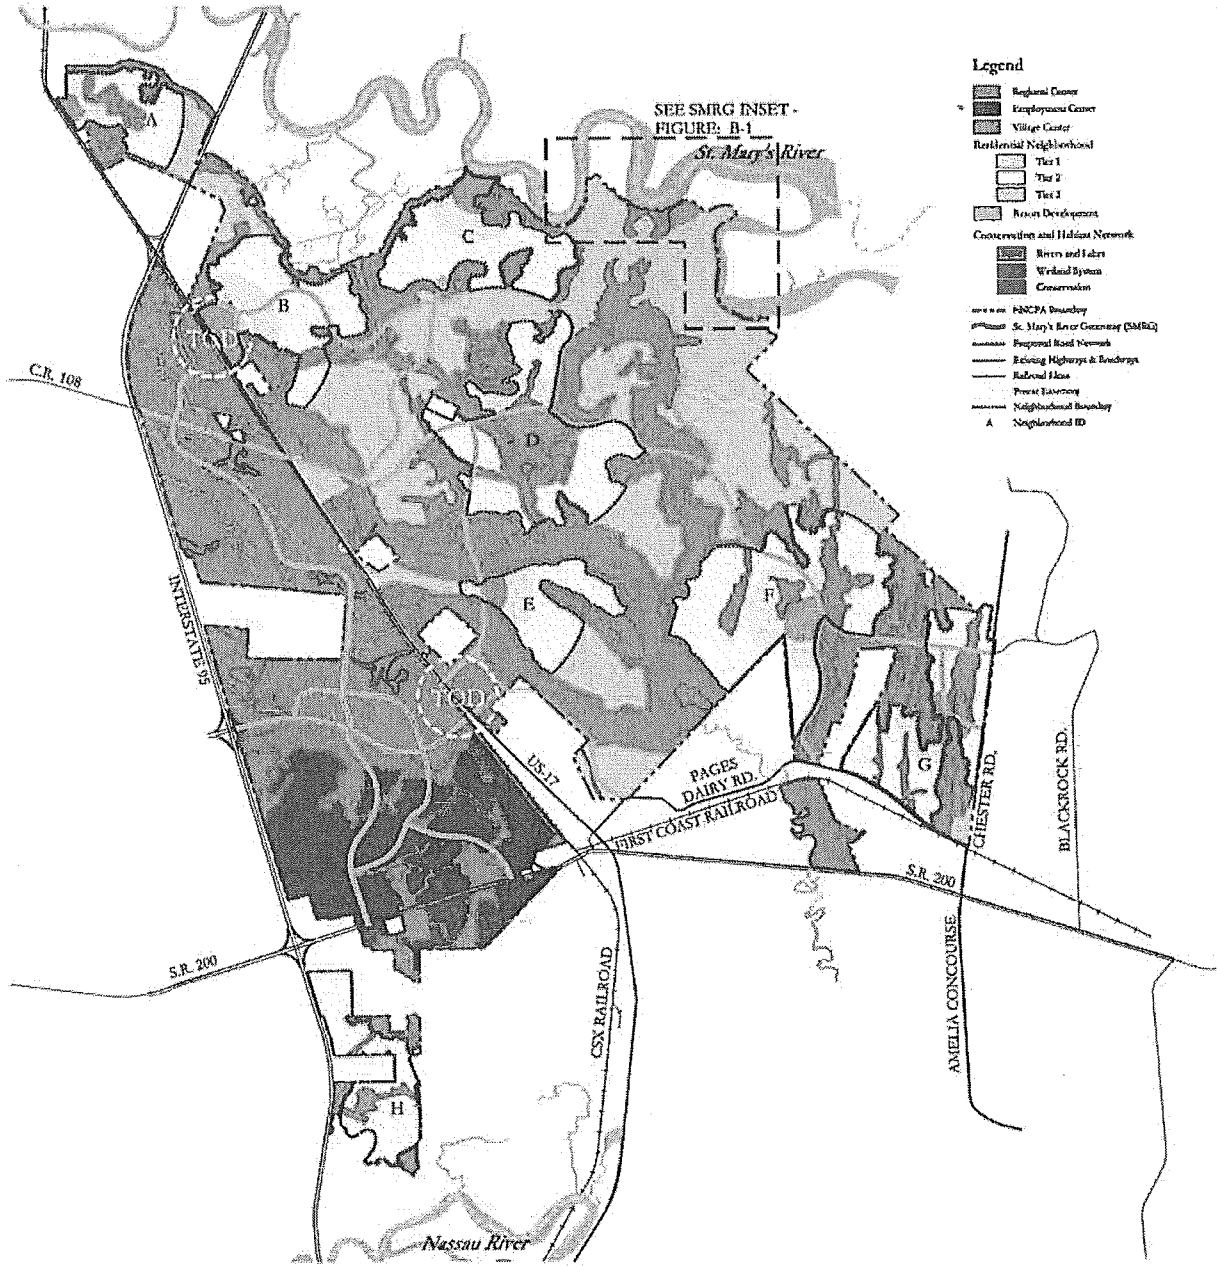 Legend
Regional Center
Employment Center
Village Center
Residential Neighborhood
Tier 1
Tier 2
Tier 3
Resort Development
Conservation and Habitat Network
Rivers and Lakes
Wetland System
Conservation
ENCPA Boundary
St. Mary's River Greenway (SMRG)
Proposed Road Network
Existing Highways & Roadways
Railroad Lines
Power Easement
Neighborhood Boundary
A Neighborhood ID
SEE SMRG INSET -
FIGURE: B-1
St. Mary's River
A
B
C
TOD
C.R. 108
D
INTERSTATE 95
E
F
TOD
G
US-17
PAGES
DAIRY RD.
FIRST COAST RAILROAD
CHESTER RD.
BLACKROCK RD.
S.R. 200
S.R. 200
CSX RAILROAD
AMELIA CONCOURSE
H
Nassau River